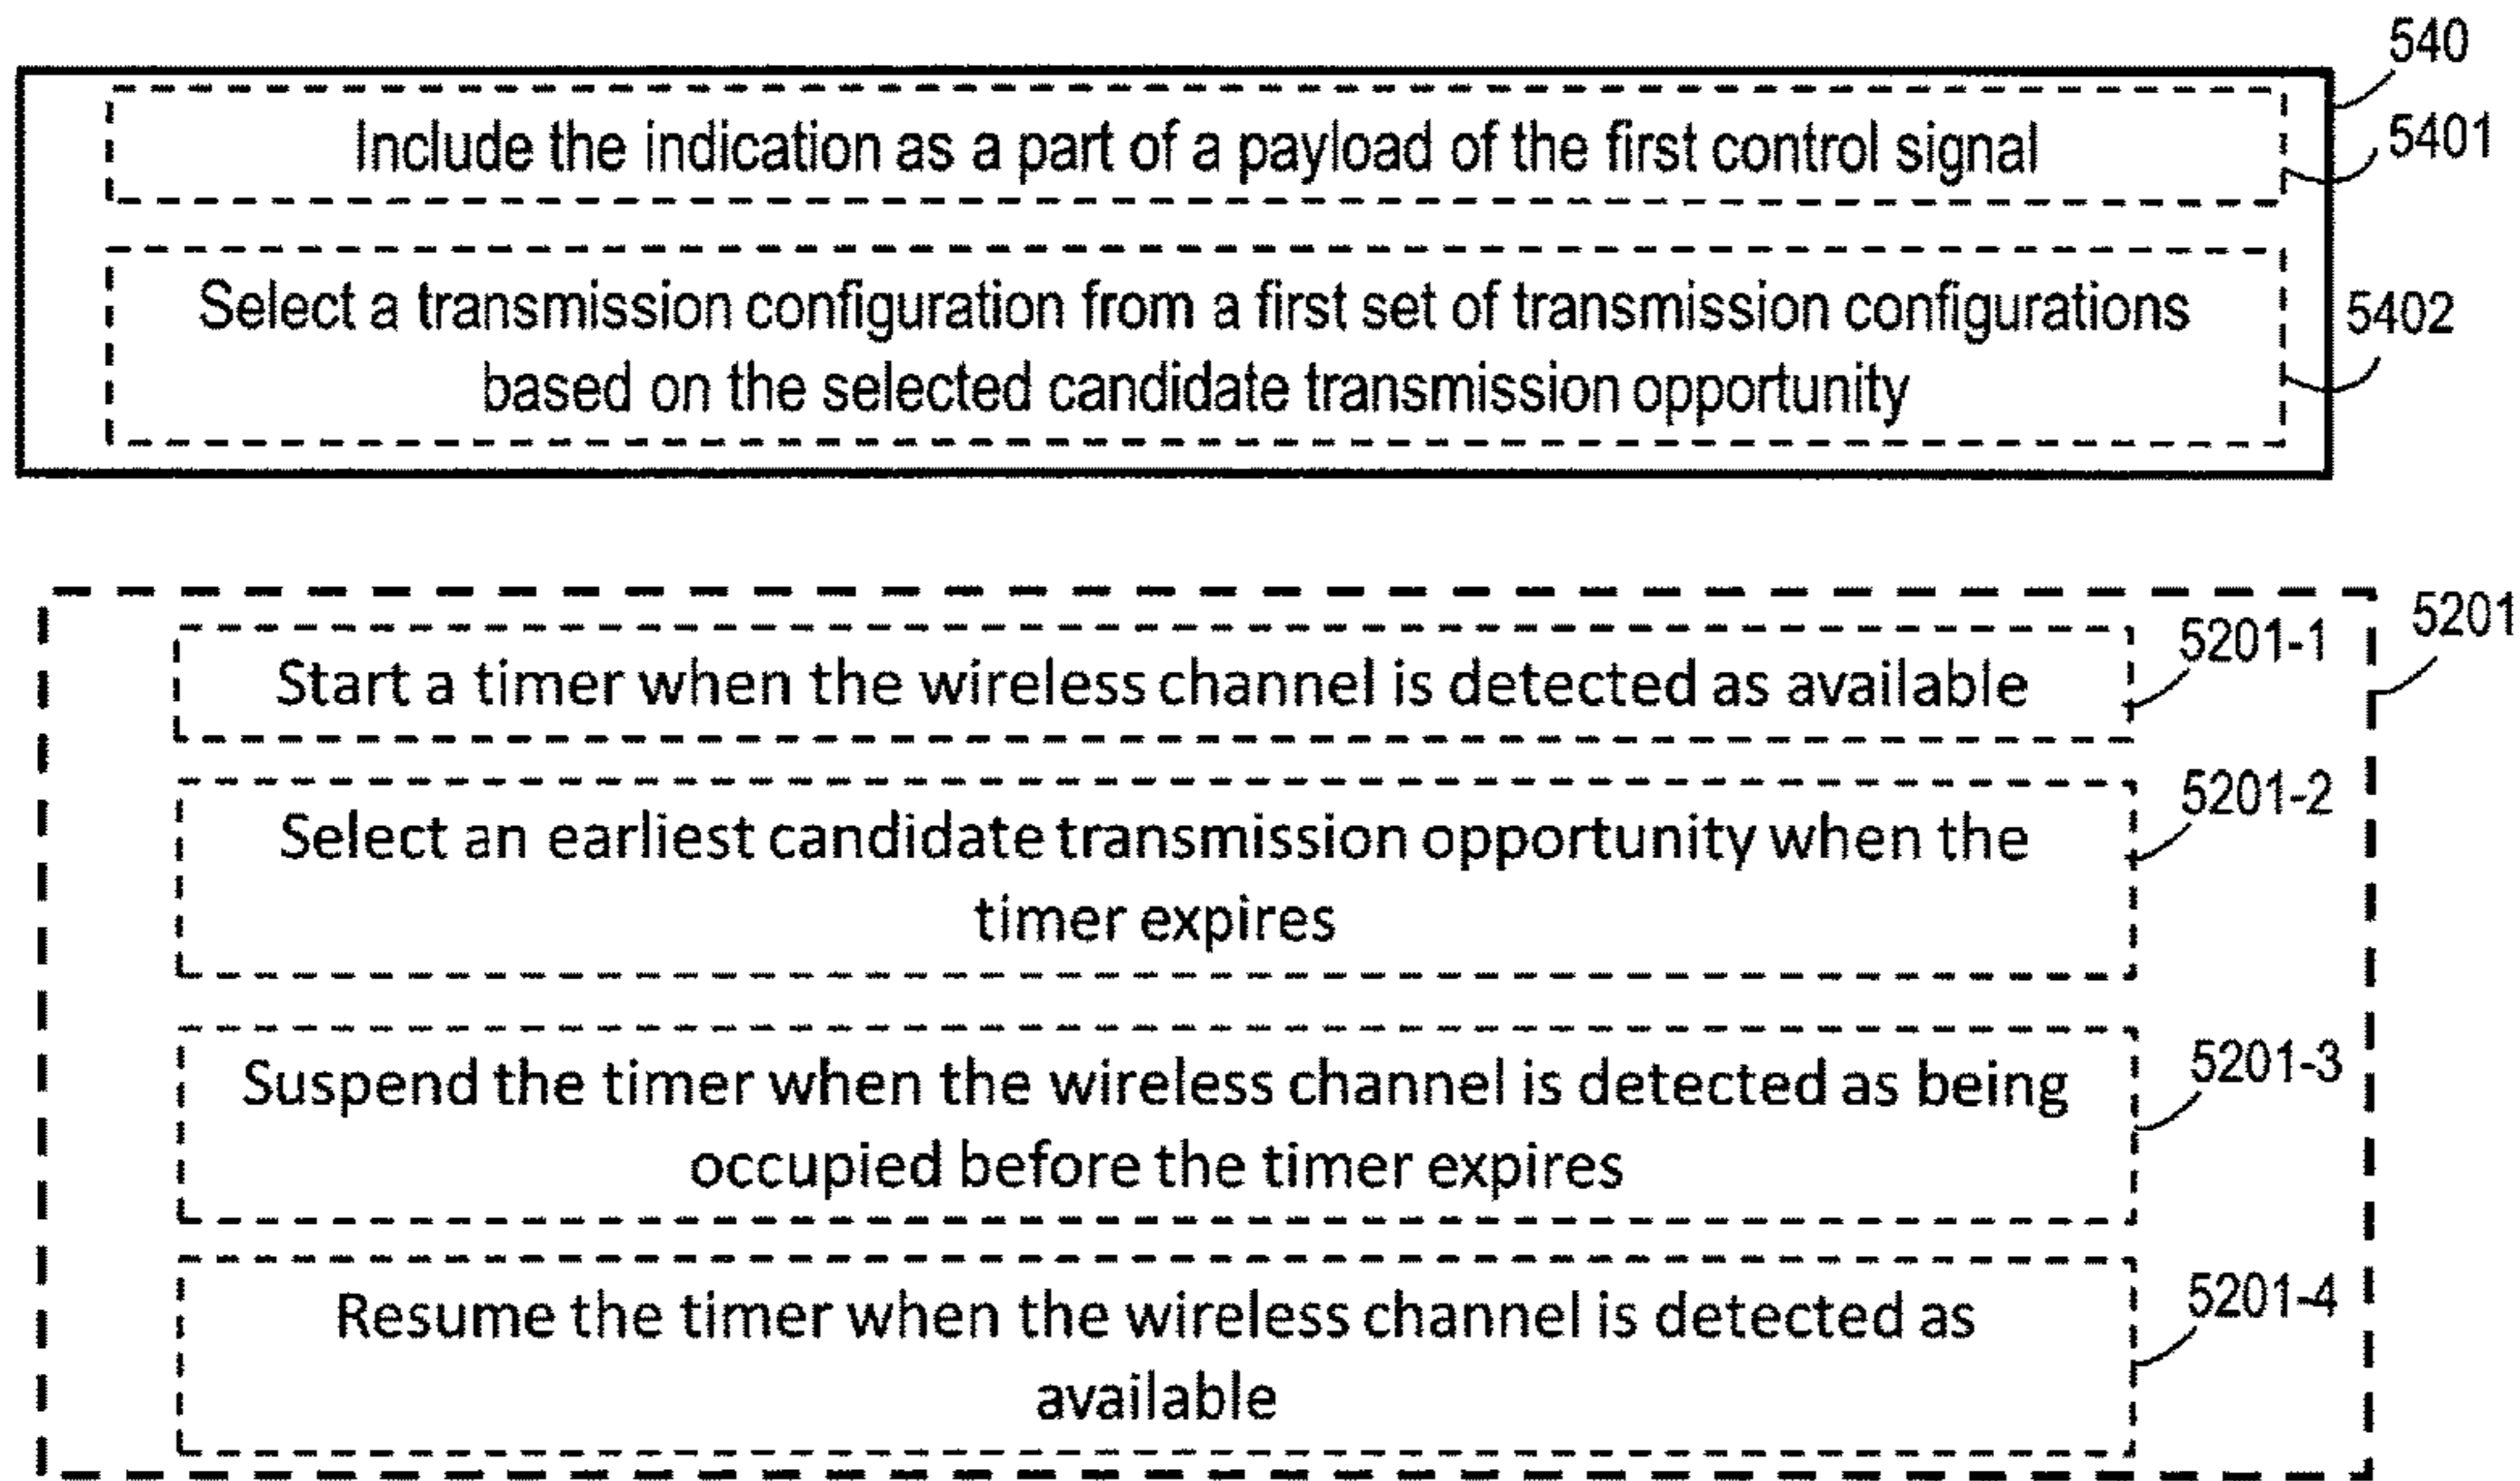 540
Include the indication as a part of a payload of the first control signal
5401
Select a transmission configuration from a first set of transmission configurations
based on the selected candidate transmission opportunity
5402
5201
Start a timer when the wireless channel is detected as available
5201-1
Select an earliest candidate transmission opportunity when the
timer expires
5201-2
Suspend the timer when the wireless channel is detected as being
occupied before the timer expires
5201-3
Resume the timer when the wireless channel is detected as
available
5201-4